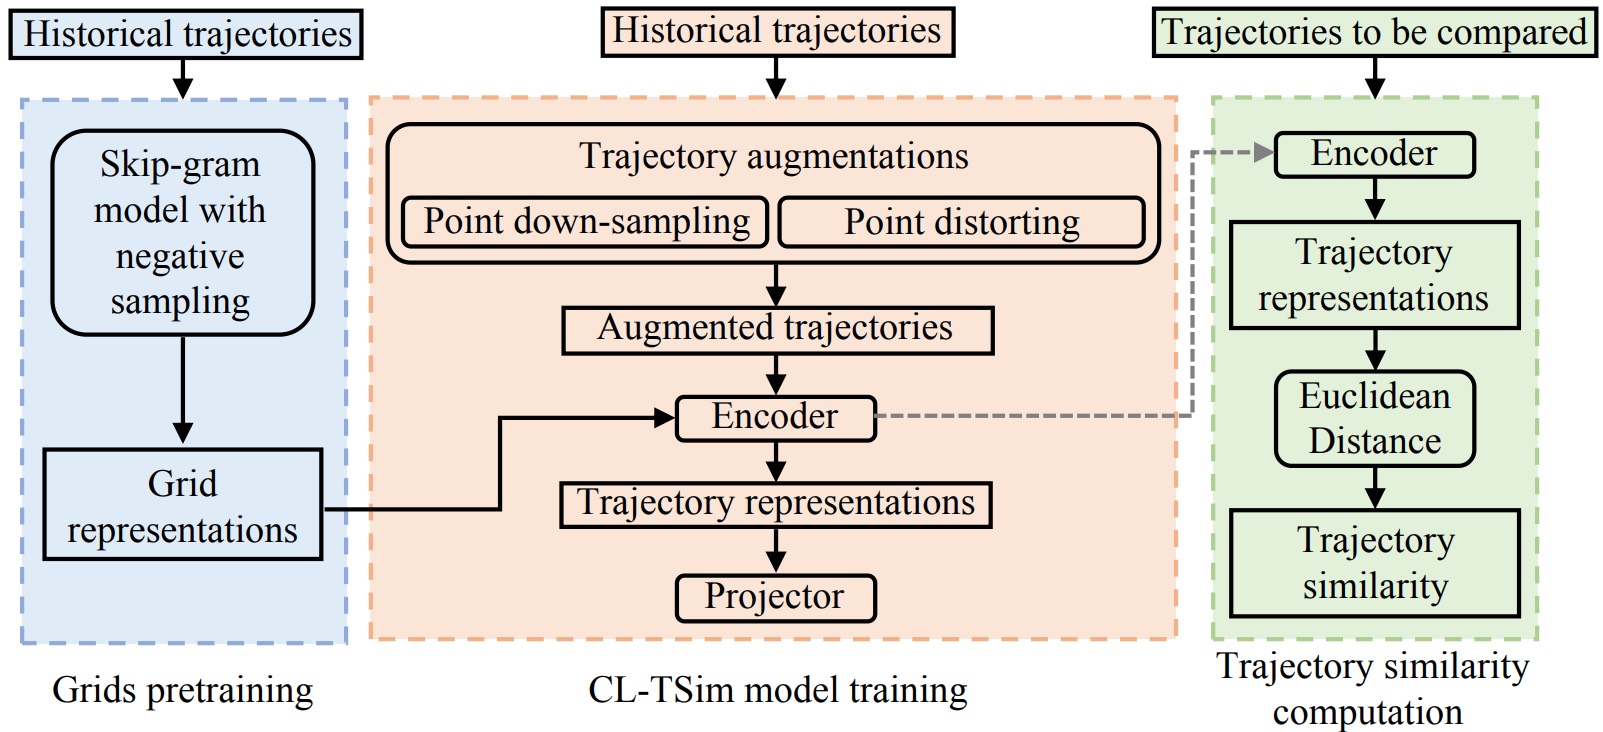 Historical trajectories
Skip-gram
model with
negative
sampling
Grid
representations
Grids pretraining
Historical trajectories
Trajectory augmentations
Point down-sampling
Point distorting
Augmented trajectories
Encoder
Trajectory representations
Projector
CL-TSim model training
Trajectories to be compared
Encoder
Trajectory
representations
Euclidean
Distance
Trajectory
similarity
Trajectory similarity
computation